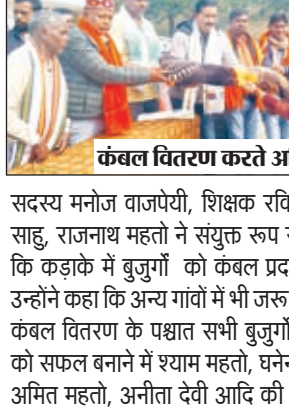 कंबल वितरण करते अ
सदस्य मनोज वाजपेयी, शिक्षक रवि
साहु, राजनाथ महतो ने संयुक्त रूप
कि कड़ाके में बुजुर्गों को कंबल प्रद
उन्होंने कहा कि अन्य गांवों में भी जरू
कंबल वितरण के पश्चात सभी बुजुर्गो
को सफल बनाने में श्याम महतो, घनेन
अमित महतो, अनीता देवी आदि की